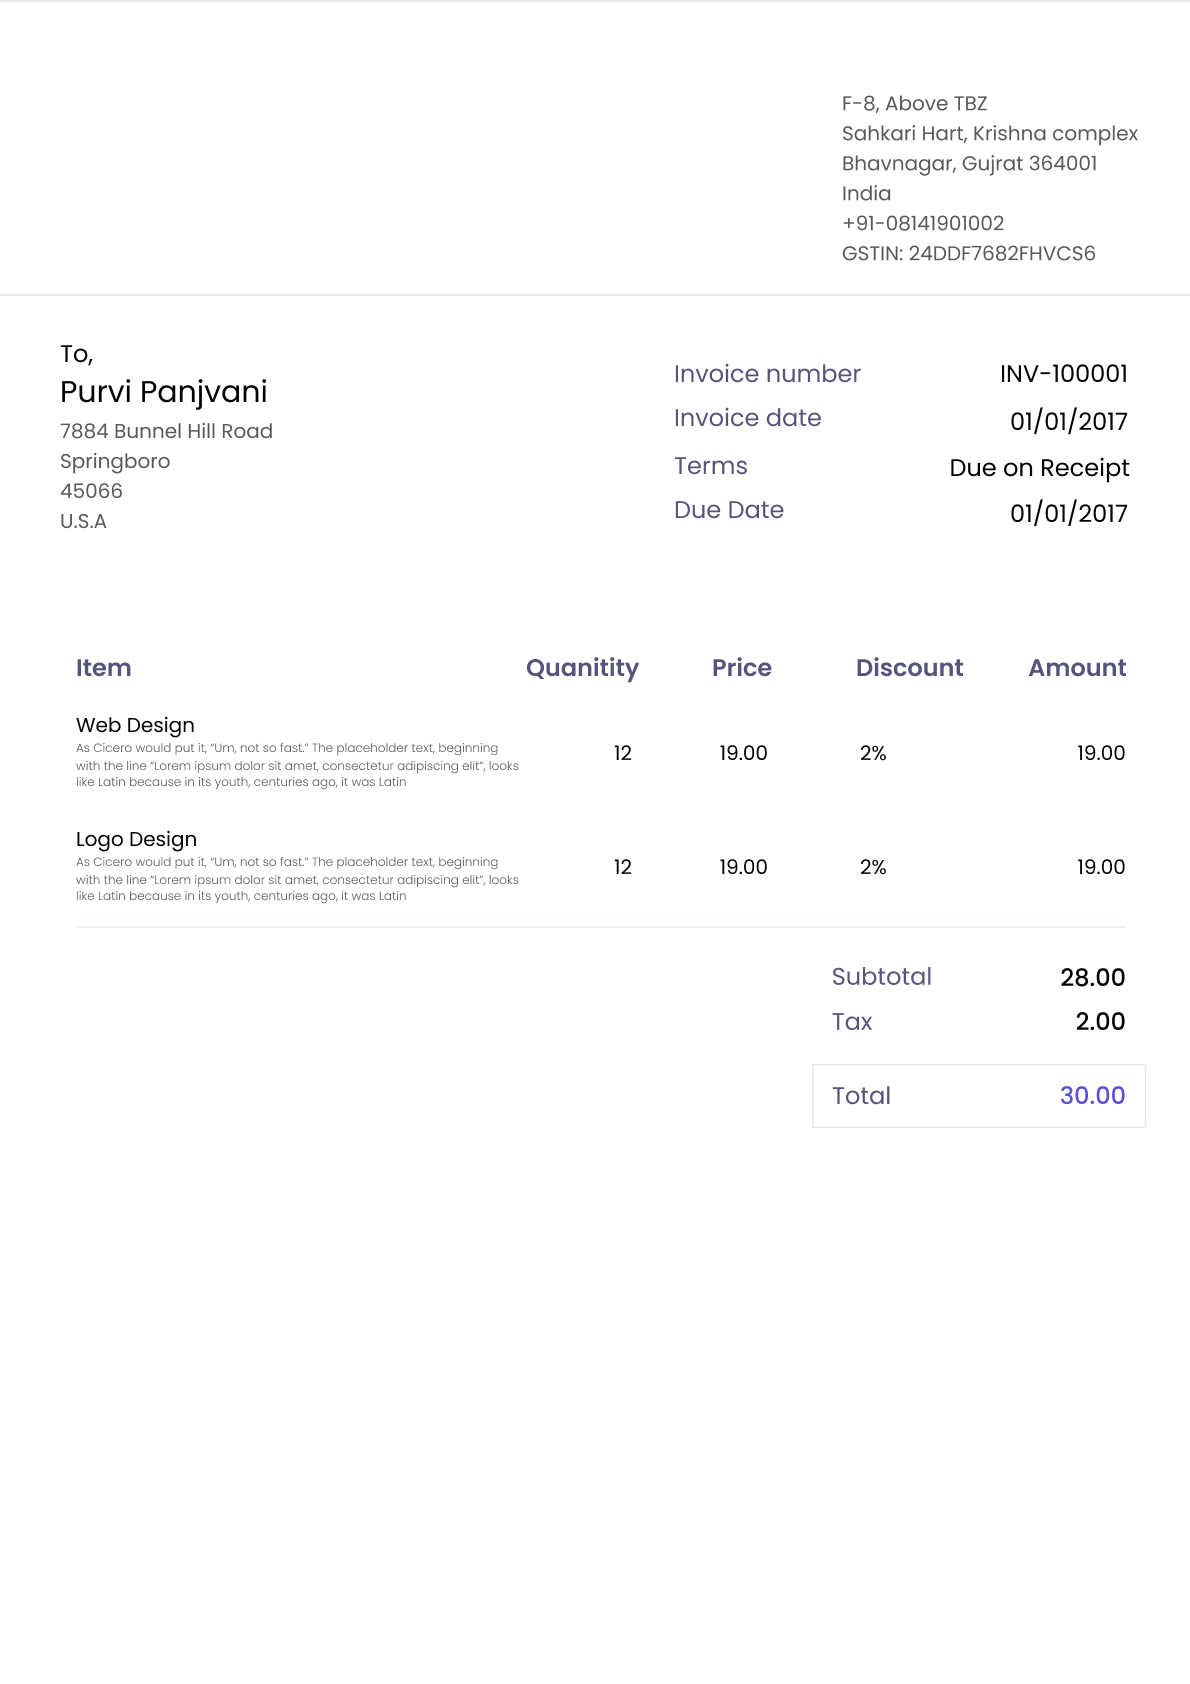 F-8, Above TBZ
Sahkari Hart, Krishna complex
Bhavnagar, Gujrat 364001
India
+91-08141901002
GSTIN: 24DDF7682FHVCS6
To,
Purvi Panjvani
7884 Bunnel Hill Road
Springboro
45066
U.S.A
Invoice number INV-100001
Invoice date 01/01/2017
Terms Due on Receipt
Due Date 01/01/2017
Item Quanitity Price Discount Amount
Web Design
As Cicero would put it, “Um, not so fast.” The placeholder text, beginning
with the line “Lorem ipsum dolor sit amet, consectetur adipiscing elit”, looks
like Latin because in its youth, centuries ago, it was Latin
12 19.00 2% 19.00
Logo Design
As Cicero would put it, “Um, not so fast.” The placeholder text, beginning
with the line “Lorem ipsum dolor sit amet, consectetur adipiscing elit”, looks
like Latin because in its youth, centuries ago, it was Latin
12 19.00 2% 19.00
Subtotal 28.00
Tax 2.00
Total 30.00